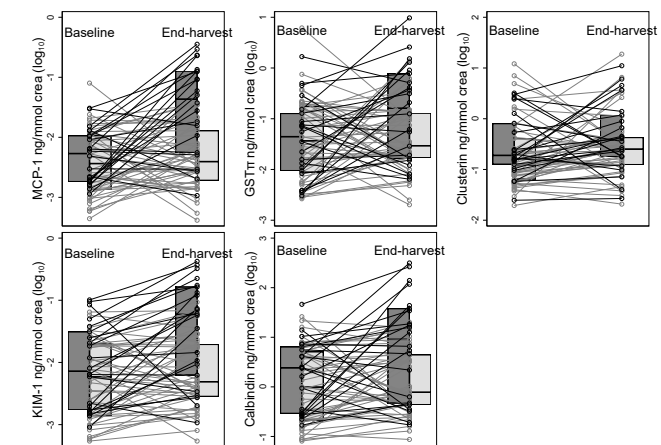 MCP-1 ng/mmol crea (log₁₀)
0
-1
-2
-3
Baseline
End-harvest
GSTπ ng/mmol crea (log₁₀)
1
0
-1
-2
-3
Baseline
End-harvest
Clusterin ng/mmol crea (log₁₀)
2
1
0
-1
-2
Baseline
End-harvest
KIM-1 ng/mmol crea (log₁₀)
0
-1
-2
-3
Baseline
End-harvest
Calbindin ng/mmol crea (log₁₀)
3
2
1
0
-1
Baseline
End-harvest